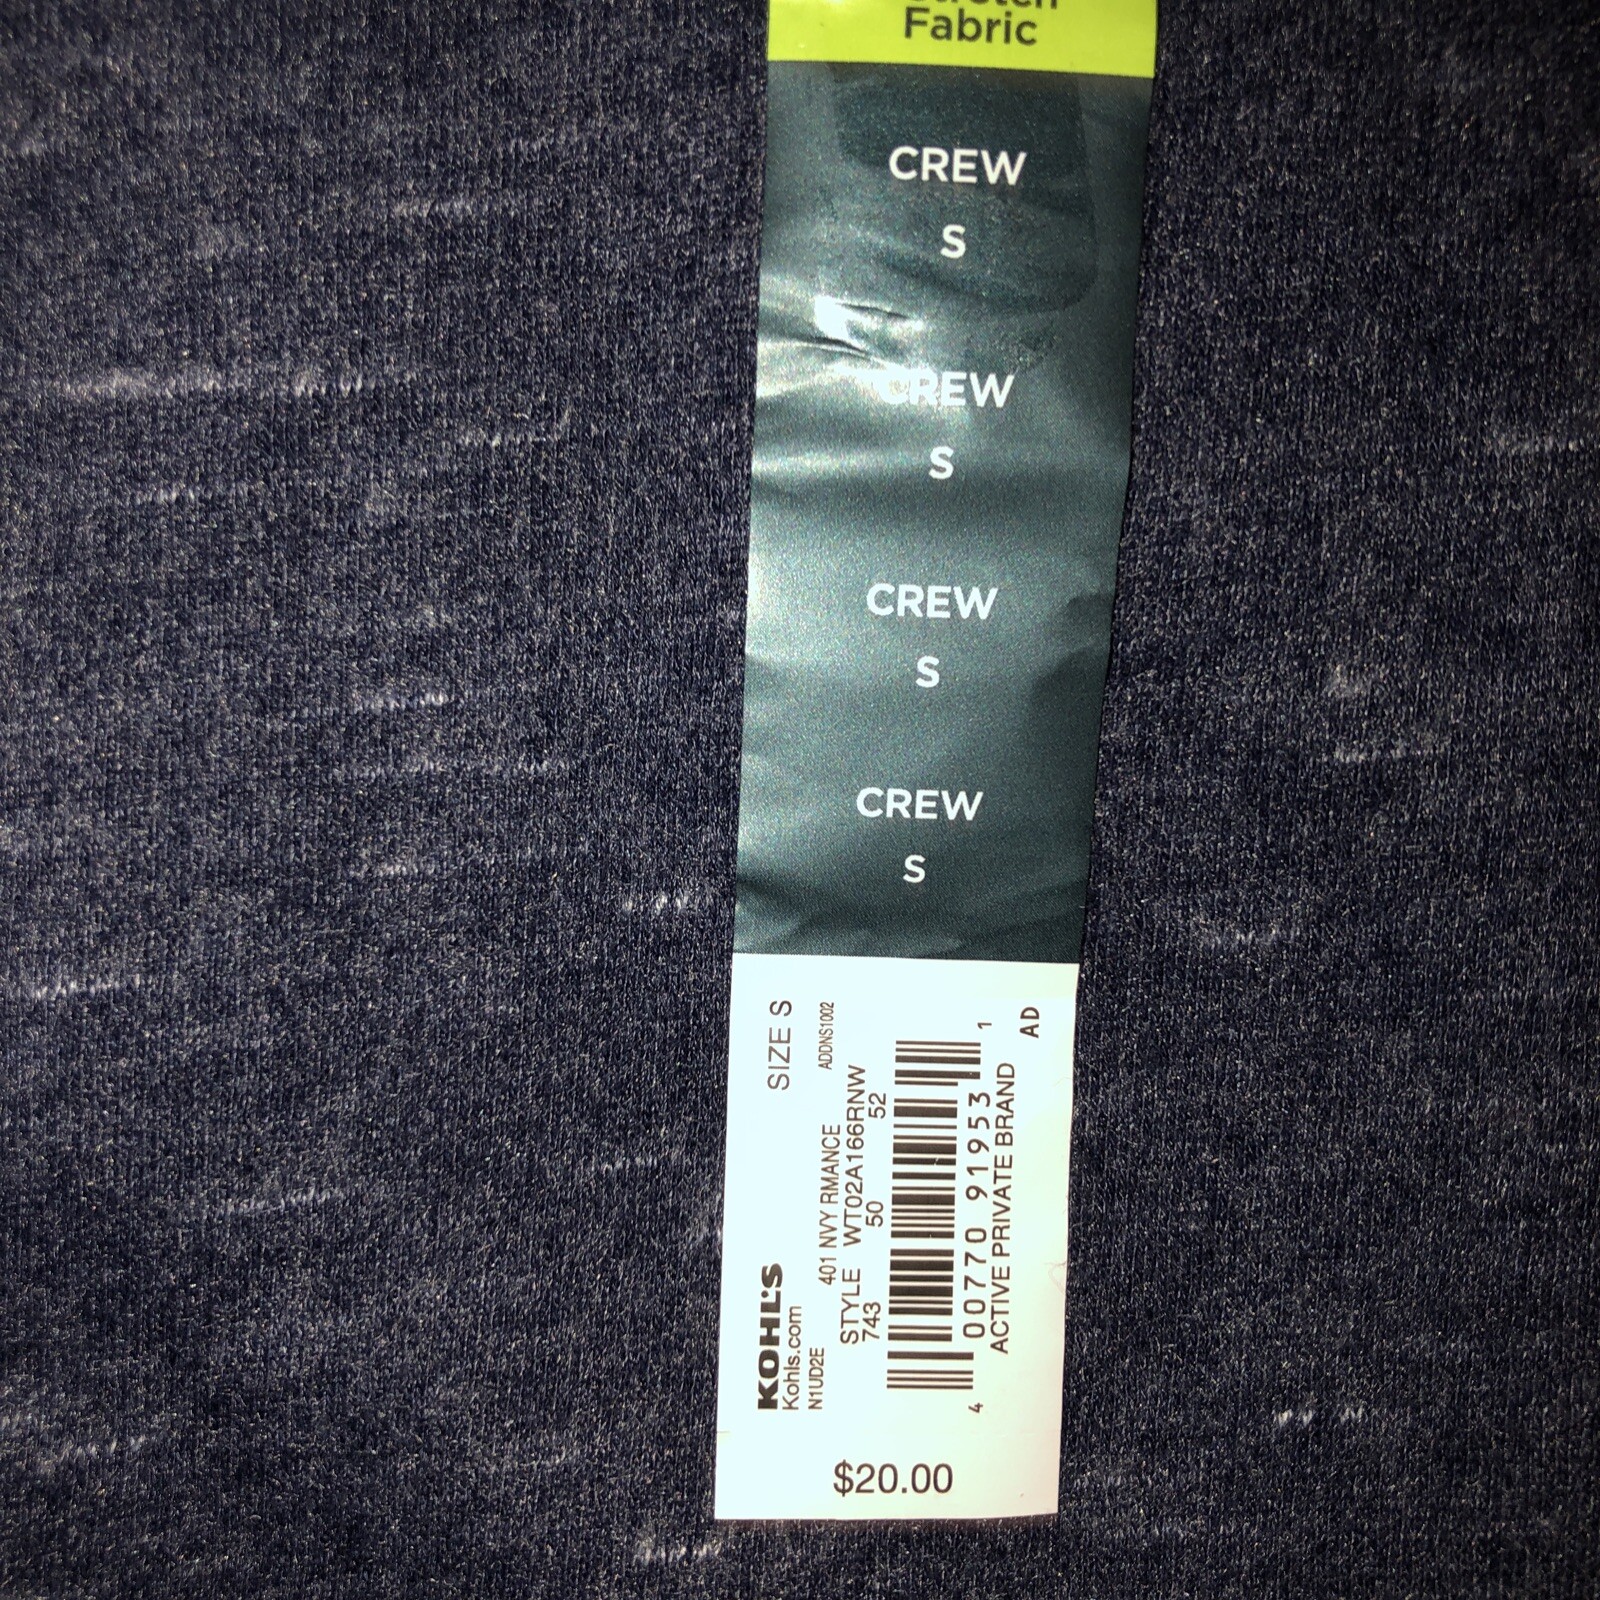 Stretch
Fabric
CREW
S
CREW
S
CREW
S
CREW
S
KOHL'S
SIZE S
Kohls.com
N1UD2E
ADDNS1002
401 NVY RMANCE
STYLE WT02A166RNW
743 50 52
4 00770 91953 1
ACTIVE PRIVATE BRAND
AD
$20.00